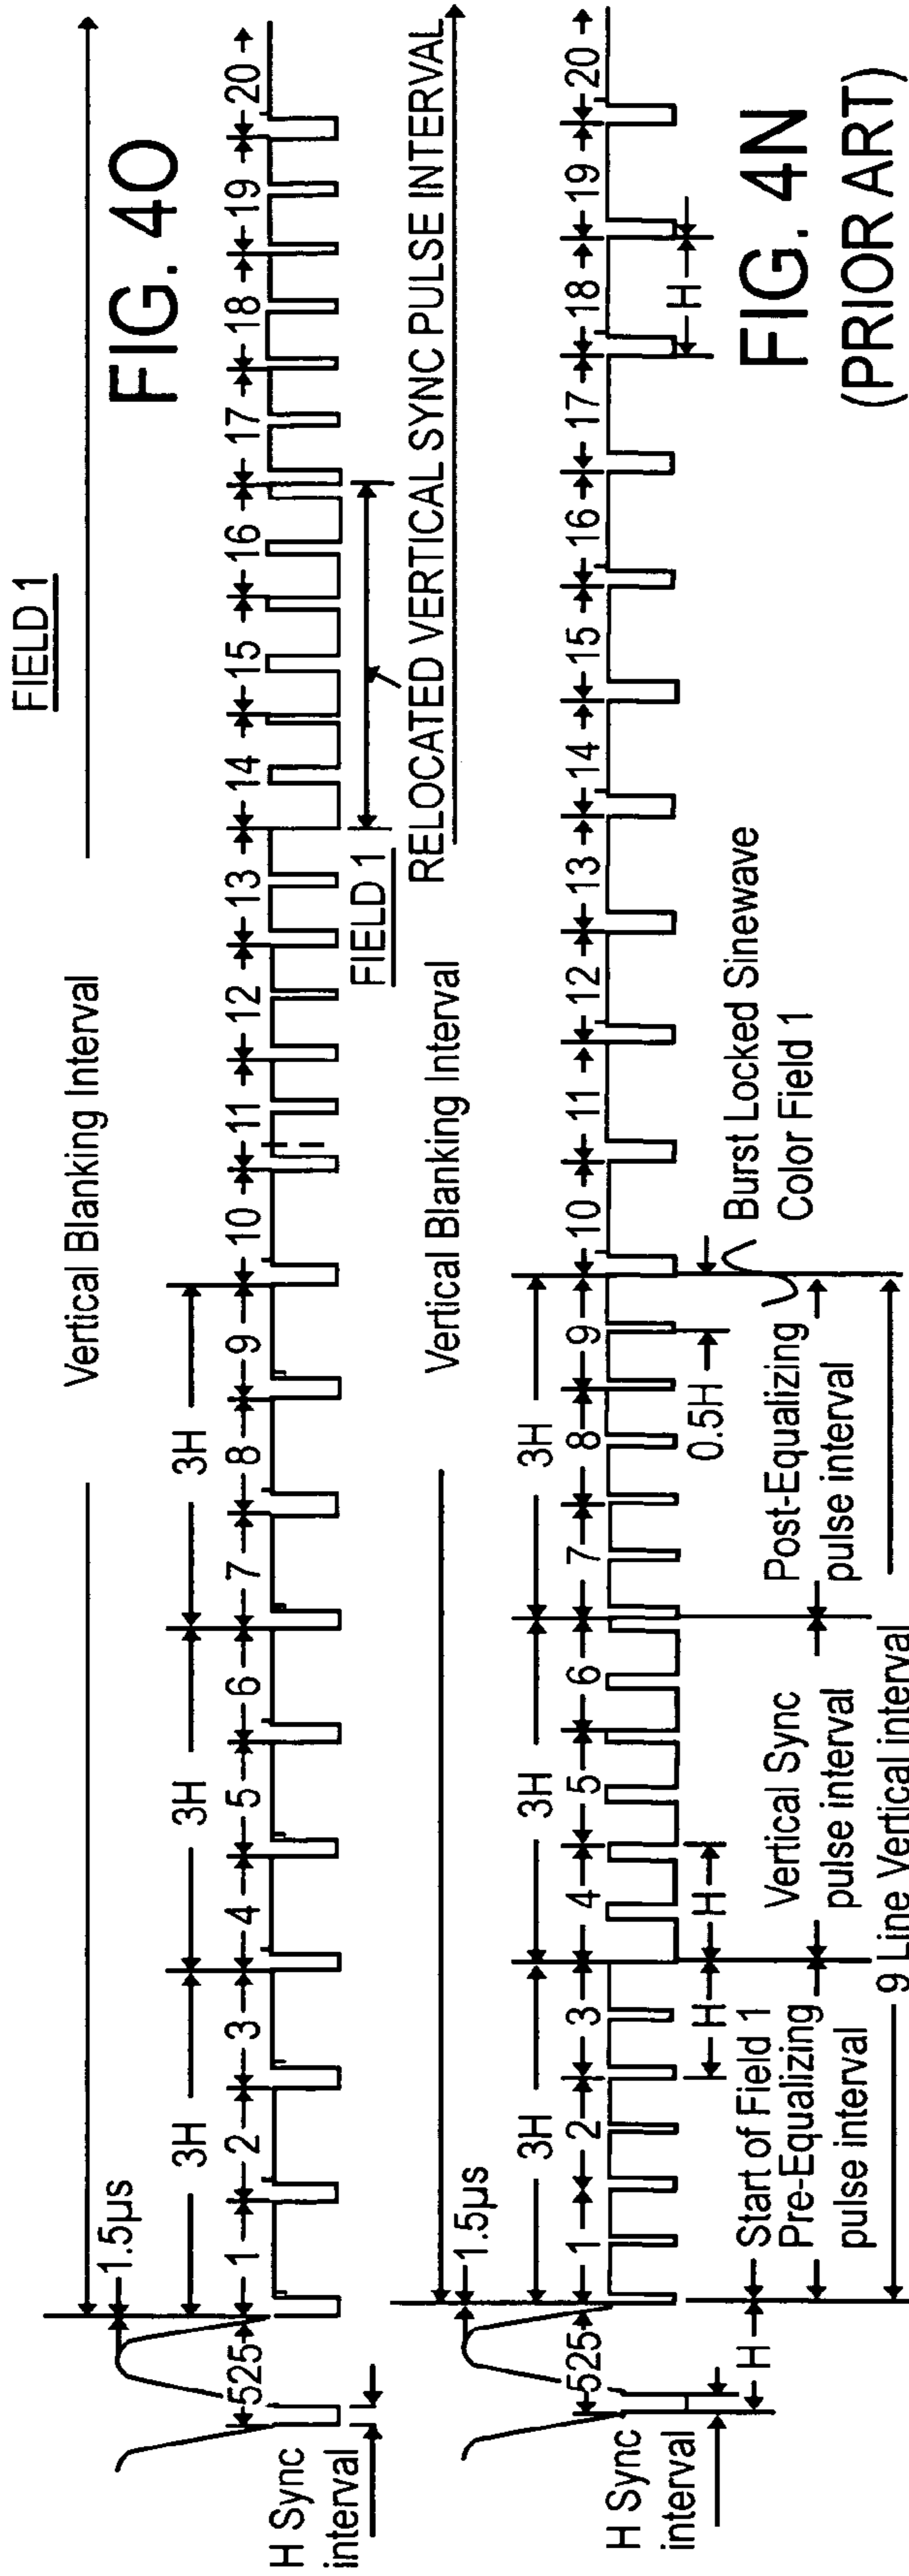 FIELD 1
Vertical Blanking Interval
FIG. 4O
1.5µs
3H 3H 3H
525 1 2 3 4 5 6 7 8 9 10 11 12 13 14 15 16 17 18 19 20
H Sync
interval
RELOCATED VERTICAL SYNC PULSE INTERVAL
FIELD 1
Vertical Blanking Interval
1.5µs
3H 3H 3H
525 1 2 3 4 5 6 7 8 9 10 11 12 13 14 15 16 17 18 19 20
H Sync
interval
H
H H
0.5H
H
Start of Field 1
Pre-Equalizing
pulse interval
Vertical Sync
pulse interval
Post-Equalizing
pulse interval
Burst Locked Sinewave
Color Field 1
9 Line Vertical interval
FIG. 4N
(PRIOR ART)